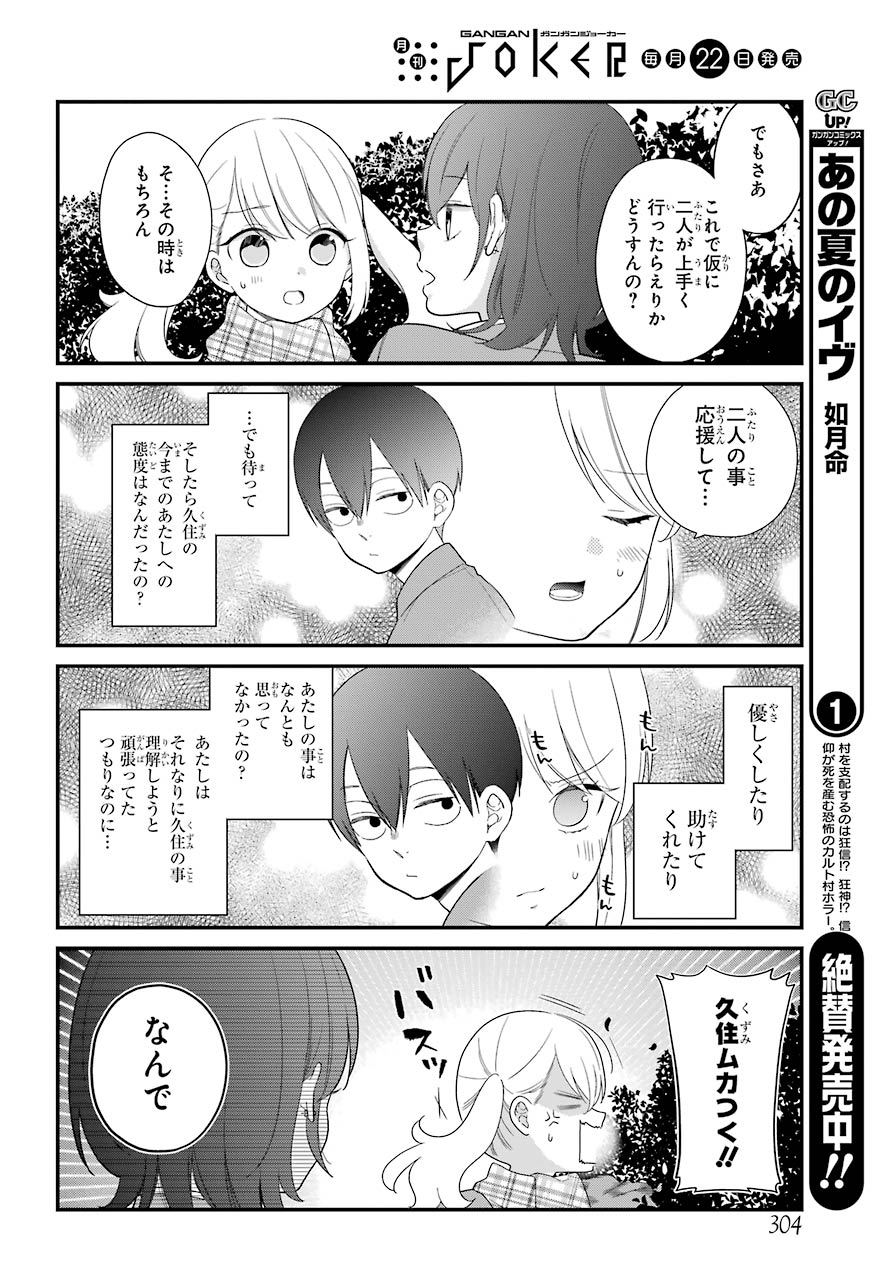 月刊
GANGAN
ガンガンジョーカー
JOKER
毎月22日発売
GC
UP!
ガンガンコミックス
アップ!
あの夏のイヴ
如月命
1
村を支配するのは狂信!? 狂神!? 信
仰が死を産む恐怖のカルト村ホラー。
絶賛発売中!!
でもさあ
これで仮に
二人が上手く
行ったらえりか
どうすんの?
そ…その時は
もちろん
二人の事
応援して…
…でも待って
そしたら久住の
今までのあたしへの
態度はなんだったの?
優しくしたり
助けて
くれたり
もん
もん
あたしの事は
なんとも
思って
なかったの?
あたしは
それなりに久住の事
理解しようと
頑張ってた
つもりなのに…
久住ムカつく!!
バスッ
なんで
304